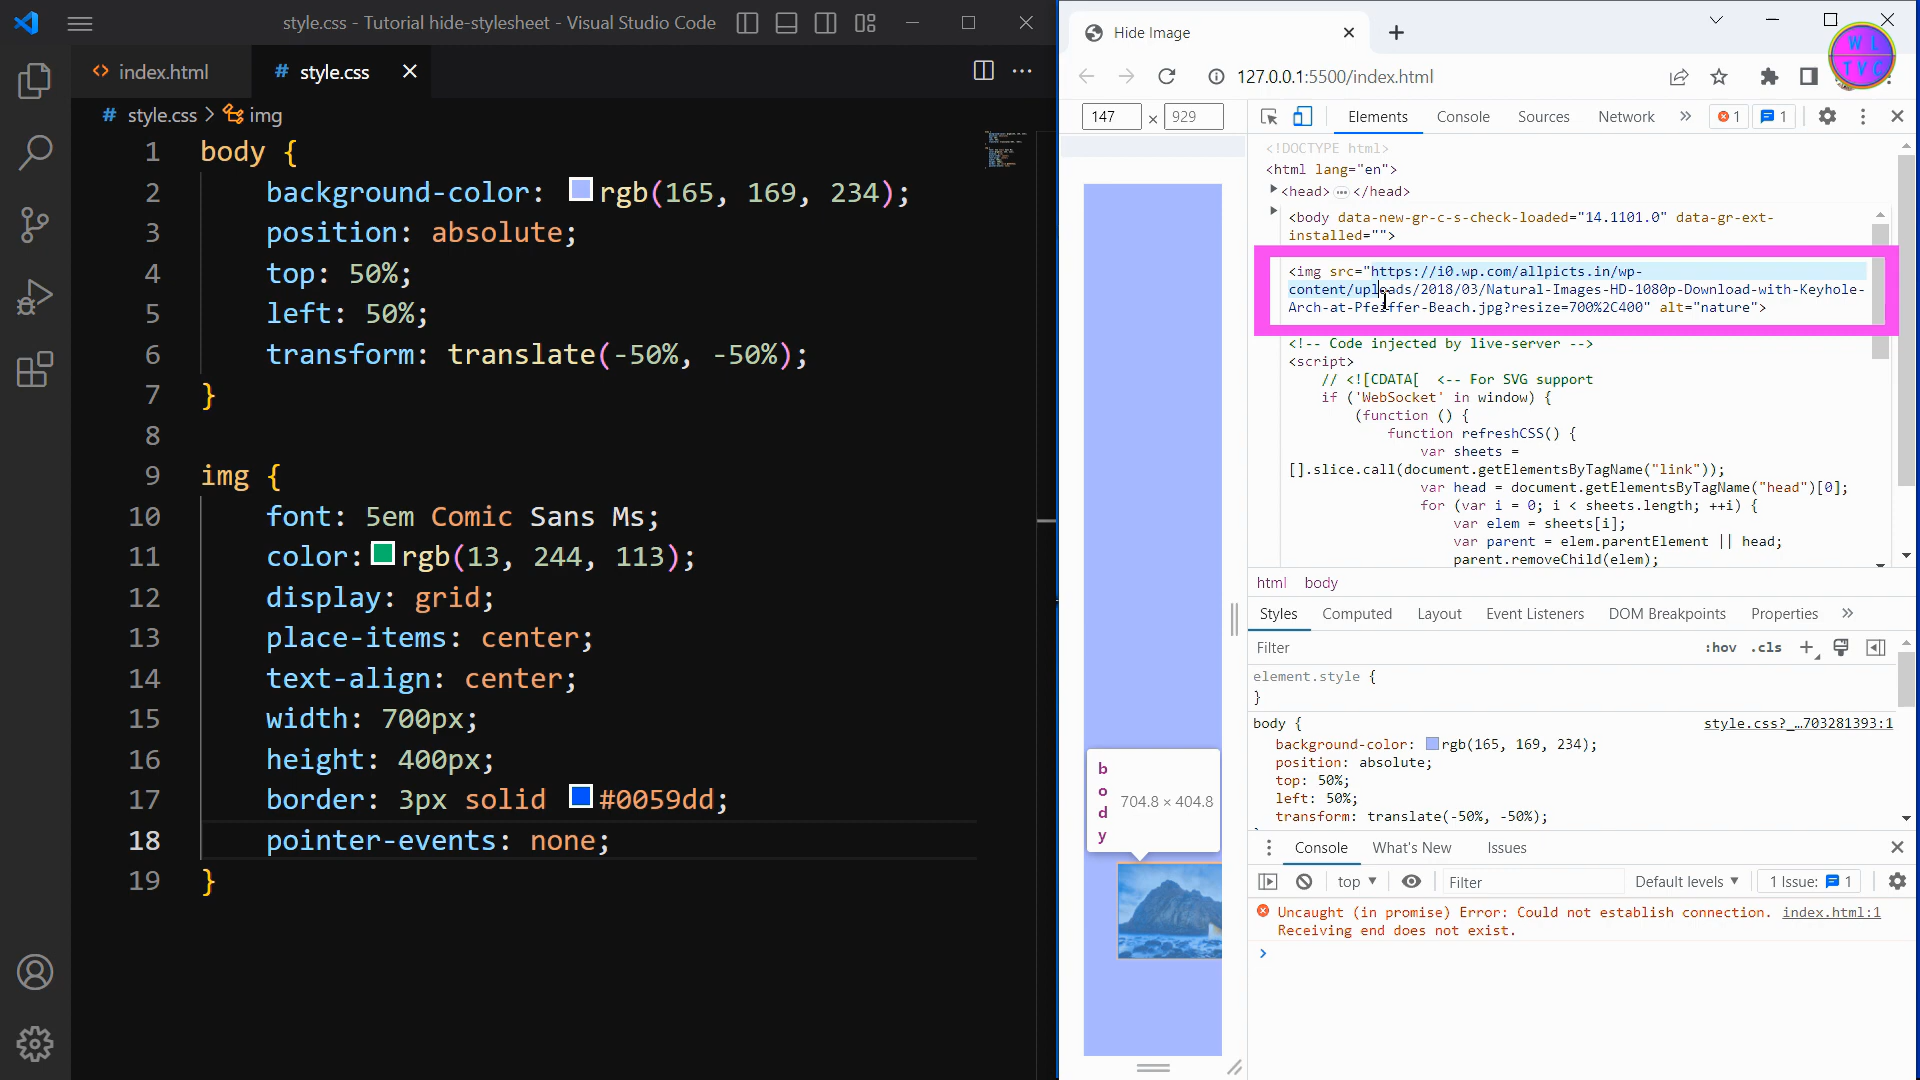 style.css - Tutorial hide-stylesheet - Visual Studio Code
index.html
# style.css
# style.css > img
1 body {
2 background-color: rgb(165, 169, 234);
3 position: absolute;
4 top: 50%;
5 left: 50%;
6 transform: translate(-50%, -50%);
7 }
8
9 img {
10 font: 5em Comic Sans Ms;
11 color: rgb(13, 244, 113);
12 display: grid;
13 place-items: center;
14 text-align: center;
15 width: 700px;
16 height: 400px;
17 border: 3px solid #0059dd;
18 pointer-events: none;
19 }
Hide Image
W L
T V C
127.0.0.1:5500/index.html
147 × 929
Elements Console Sources Network » 1 1
<!DOCTYPE html>
<html lang="en">
<head> … </head>
<body data-new-gr-c-s-check-loaded="14.1101.0" data-gr-ext-
installed="">
<img src="https://i0.wp.com/allpicts.in/wp-
content/uploads/2018/03/Natural-Images-HD-1080p-Download-with-Keyhole-
Arch-at-Pfeiffer-Beach.jpg?resize=700%2C400" alt="nature">
<!-- Code injected by live-server -->
<script>
// <![CDATA[ <-- For SVG support
if ('WebSocket' in window) {
(function () {
function refreshCSS() {
var sheets =
[].slice.call(document.getElementsByTagName("link"));
var head = document.getElementsByTagName("head")[0];
for (var i = 0; i < sheets.length; ++i) {
var elem = sheets[i];
var parent = elem.parentElement || head;
parent.removeChild(elem);
html body
Styles Computed Layout Event Listeners DOM Breakpoints Properties »
Filter :hov .cls +
element.style {
}
body { style.css?_…703281393:1
background-color: rgb(165, 169, 234);
position: absolute;
top: 50%;
left: 50%;
transform: translate(-50%, -50%);
body
704.8 × 404.8
Console What's New Issues
top Filter Default levels 1 Issue: 1
Uncaught (in promise) Error: Could not establish connection. index.html:1
Receiving end does not exist.